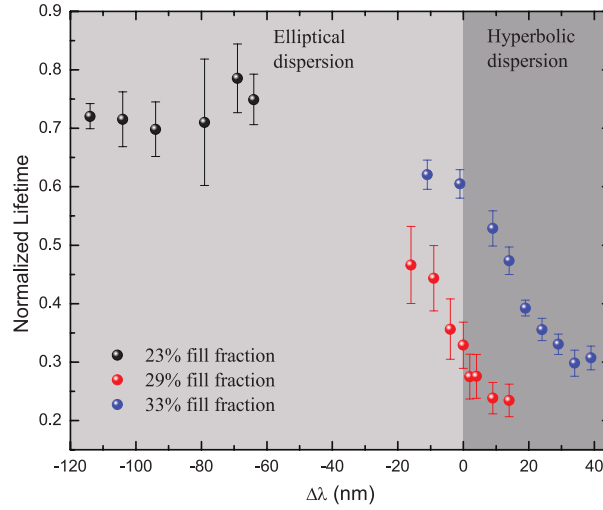 Elliptical
dispersion
Hyperbolic
dispersion
0.9
0.8
0.7
0.6
0.5
0.4
0.3
0.2
Normalized Lifetime
23% fill fraction
29% fill fraction
33% fill fraction
-120 -100 -80 -60 -40 -20 0 20 40
Δλ (nm)